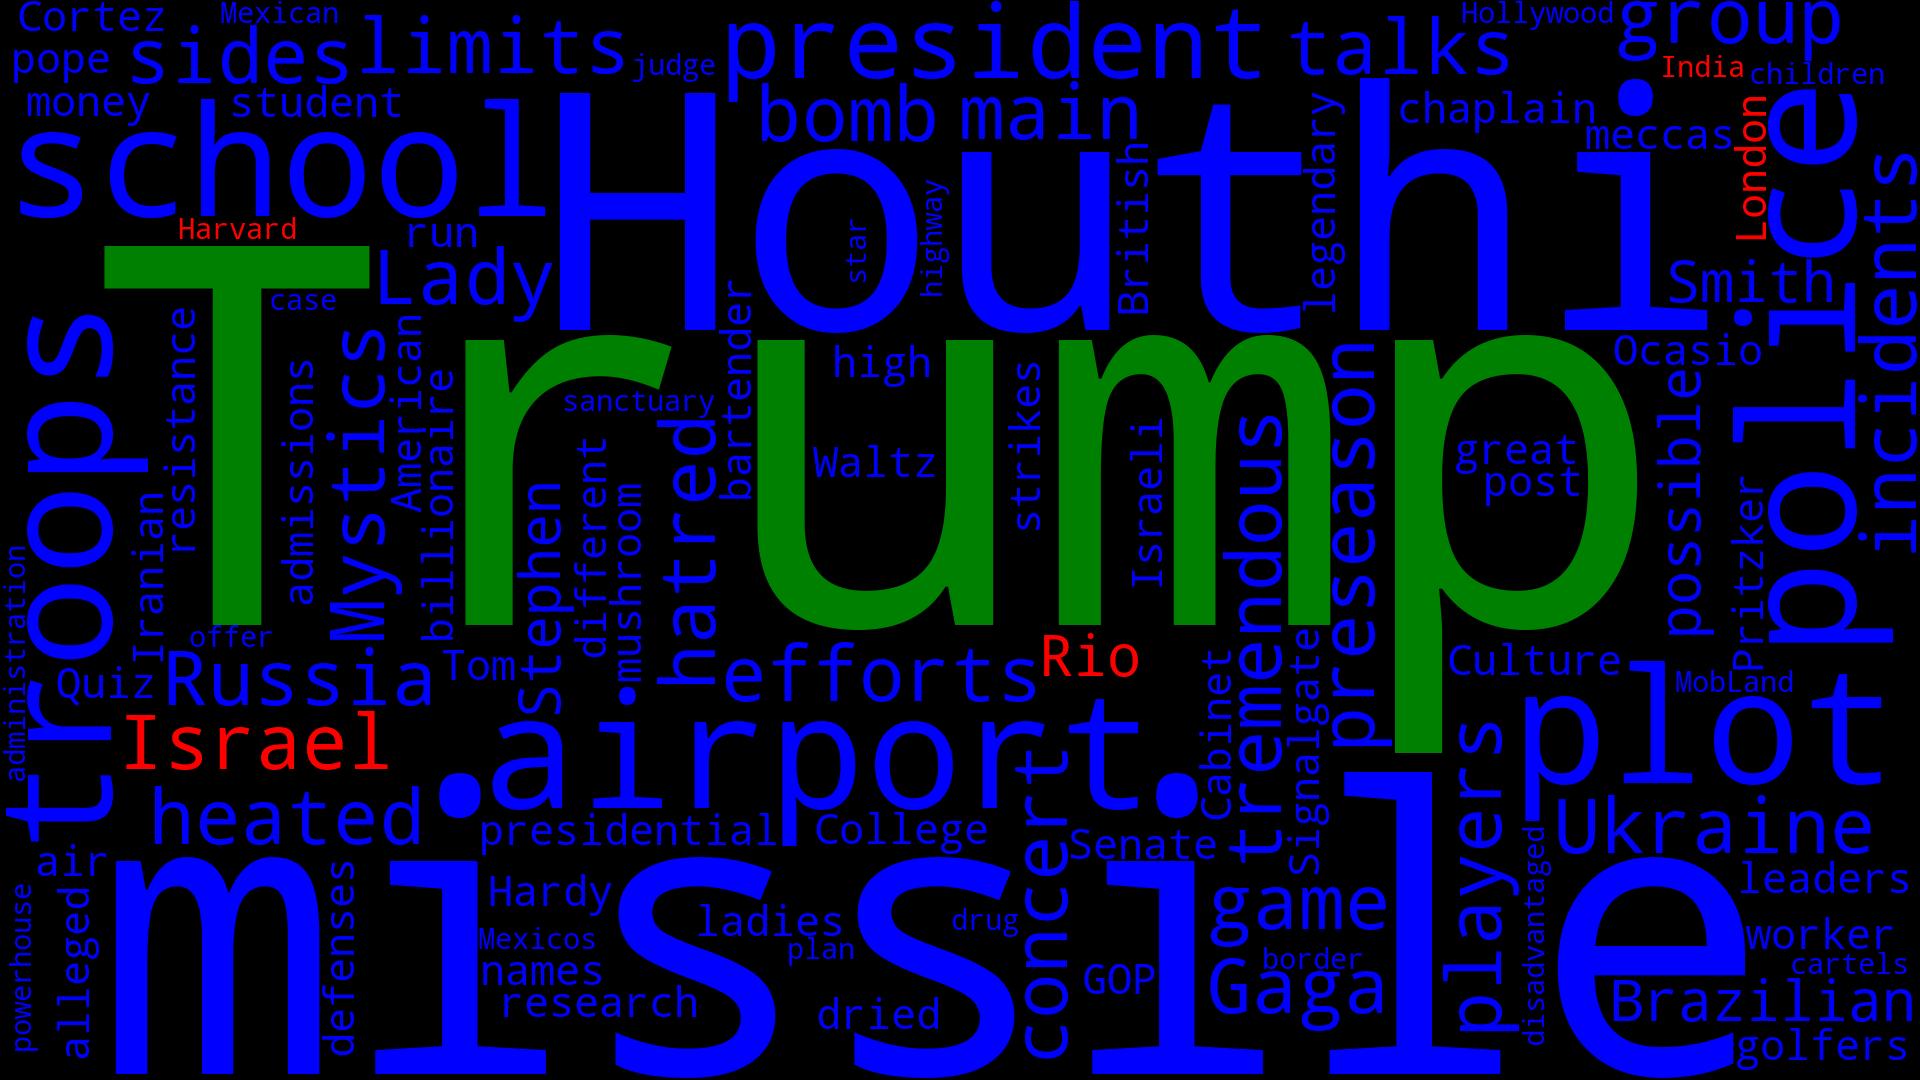 Cortez
Mexican
Hollywood
group
pope
sides
limits
judge
president
talks
India
children
money
student
bomb
main
legendary
chaplain
meccas
London
police
school
Houthi
British
highway
star
incidents
Harvard
run
Lady
Smith
Trump
case
bartender
high
Ocasio
troops
resistance
admissions
Mystics
American
billionaire
sanctuary
hatred
Waltz
strikes
Israeli
tremendous
preseason
great
post
possible
Pritzker
Iranian
stephen
different
mushroom
administration
offer
Quiz
Russia
Tom
efforts
Rio
Cabinet
Signalgate
Culture
MobLand
Israel
airport
plot
heated
presidential
College
concert
Senate
players
Ukraine
air
missile
powerhouse
alleged
defenses
Hardy
ladies
drug
game
disadvantaged
leaders
Mexicos
plan
names
GOP
border
worker
cartels
research
dried
Gaga
Brazilian
golfers